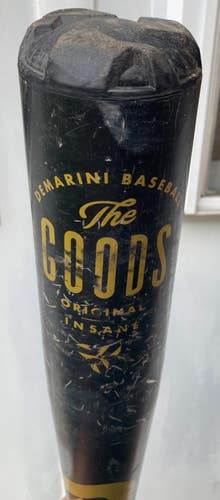 DEMARINI BASEBALL
The
GOODS
ORIGINAL
INSANE